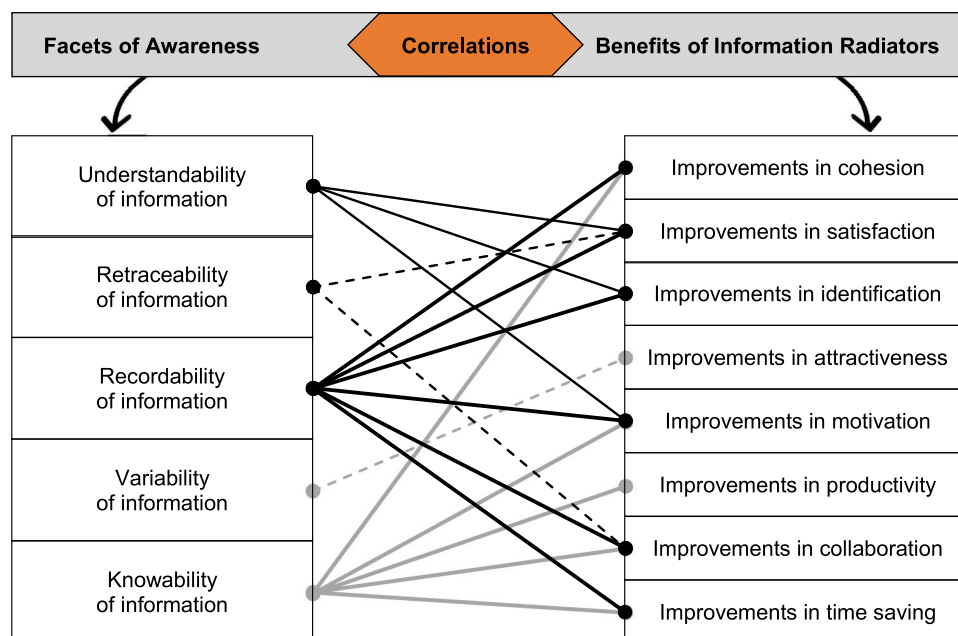 Facets of Awareness
Correlations
Benefits of Information Radiators
Understandability
of information
Retraceability
of information
Recordability
of information
Variability
of information
Knowability
of information
Improvements in cohesion
Improvements in satisfaction
Improvements in identification
Improvements in attractiveness
Improvements in motivation
Improvements in productivity
Improvements in collaboration
Improvements in time saving